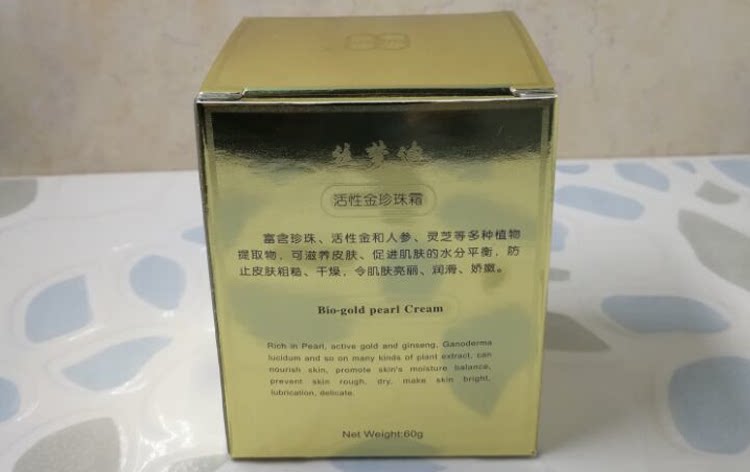 活性金珍珠霜
富含珍珠、活性金和人参、灵芝等多种植物
提取物，可滋养皮肤、促进肌肤的水分平衡，防
止皮肤粗糙、干燥，令肌肤亮丽、润滑、娇嫩。
Bio-gold pearl Cream
Rich in Pearl, active gold and ginseng, Ganoderma
lucidum and so on many kinds of plant extract, can
nourish skin, promote skin's moisture balance,
prevent skin rough, dry, make skin bright,
lubrication, delicate.
Net Weight:60g